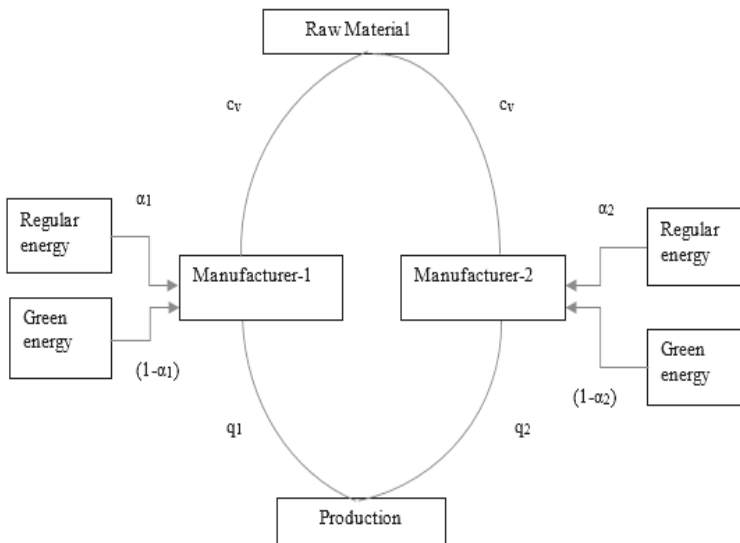 Raw Material
cᵥ
cᵥ
α₁
α₂
Regular
energy
Regular
energy
Manufacturer-1
Manufacturer-2
Green
energy
Green
energy
(1-α₁)
(1-α₂)
q₁
q₂
Production